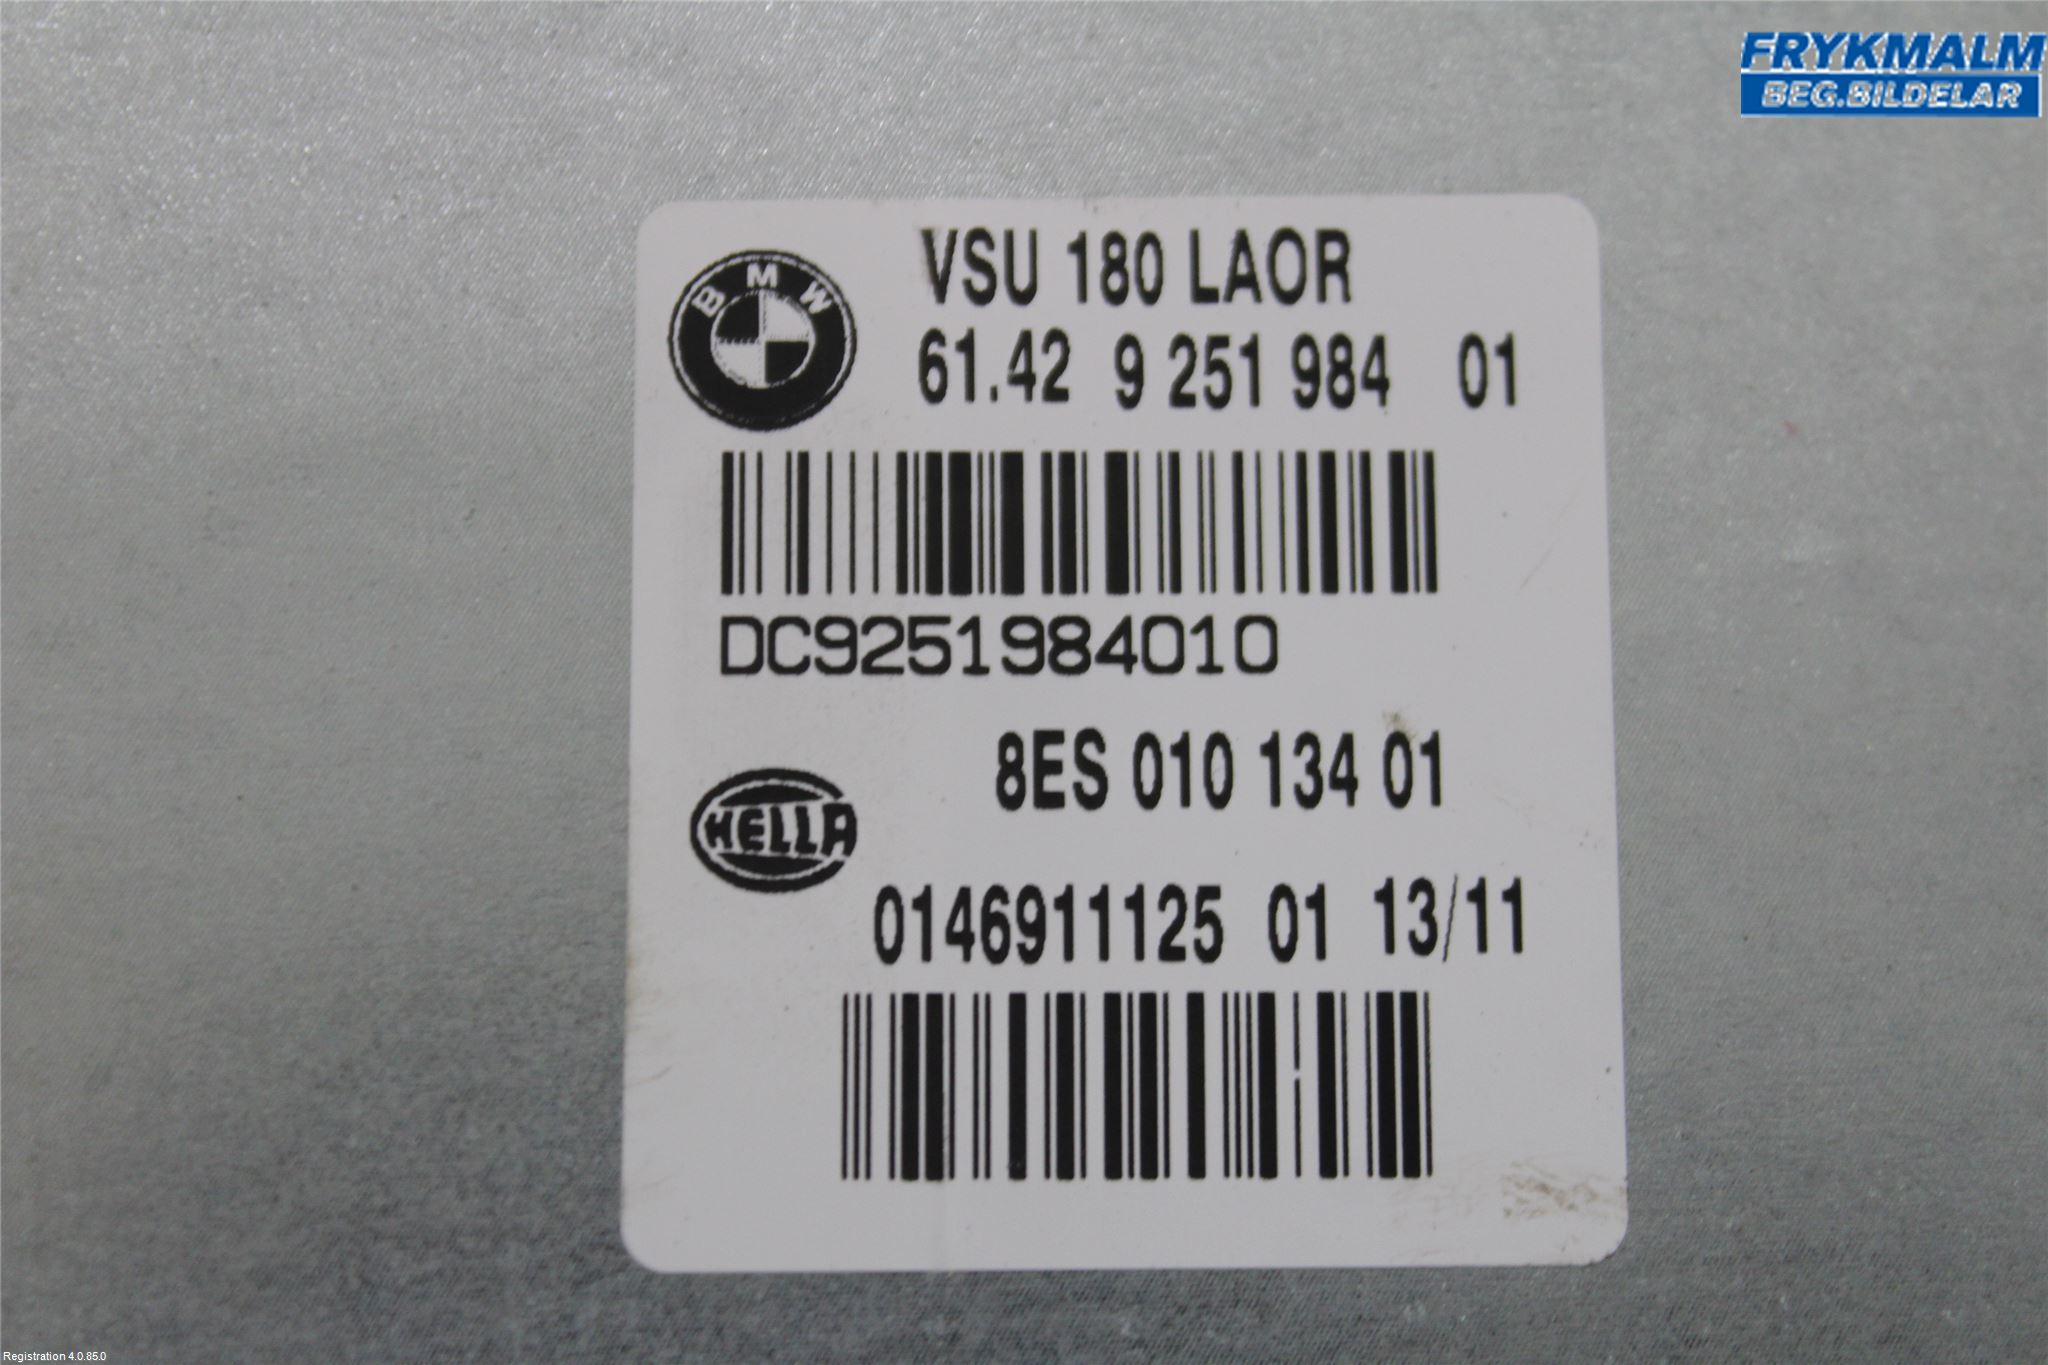 FRYKMALM
BEG.BILDELAR
BMW
VSU 180 LAOR
61.42 9 251 984 01
DC9251984010
8ES 010 134 01
HELLA
0146911125 01 13/11
Registration 4.0.85.0